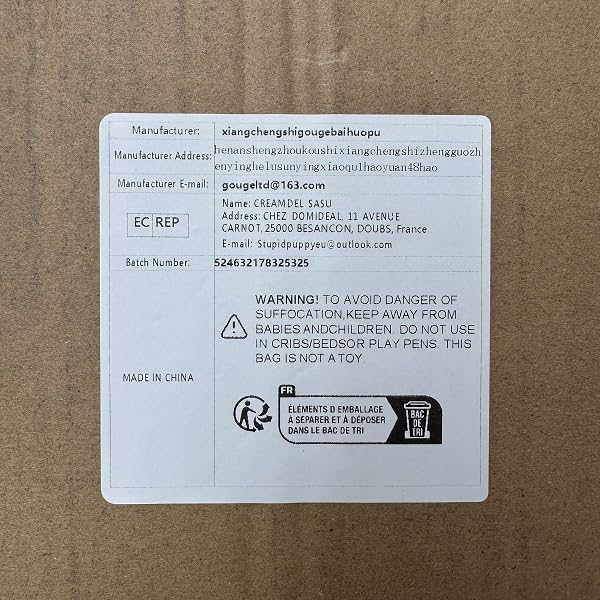 Manufacturer: xiangchengshigougebaihuopu
Manufacturer Address: henanshengzhoukoushixiangchengshizhengguozh
enyinghelusunyingxiaoqu1haoyuan48hao
Manufacturer E-mail: gougeltd@163.com
EC REP
Name: CREAMDEL SASU
Address: CHEZ DOMIDEAL, 11 AVENUE
CARNOT, 25000 BESANCON, DOUBS, France
E-mail: Stupidpuppyeu@outlook.com
Batch Number: 524632178325325
WARNING! TO AVOID DANGER OF
SUFFOCATION,KEEP AWAY FROM
BABIES ANDCHILDREN. DO NOT USE
IN CRIBS/BEDSOR PLAY PENS. THIS
BAG IS NOT A TOY.
MADE IN CHINA
FR
ÉLÉMENTS D'EMBALLAGE
À SÉPARER ET À DÉPOSER
DANS LE BAC DE TRI
BAC
DE
TRI